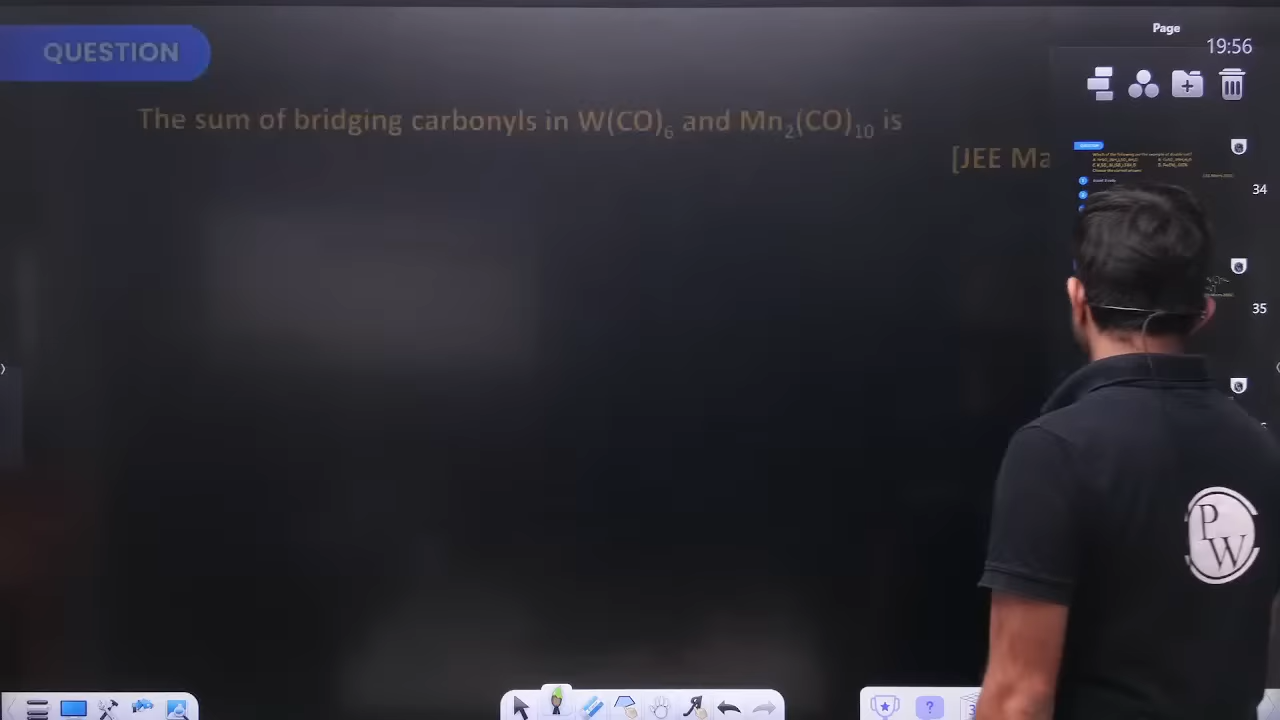 Page
19:56
QUESTION
The sum of bridging carbonyls in W(CO)₆ and Mn₂(CO)₁₀ is
[JEE Ma
34
35
P
W